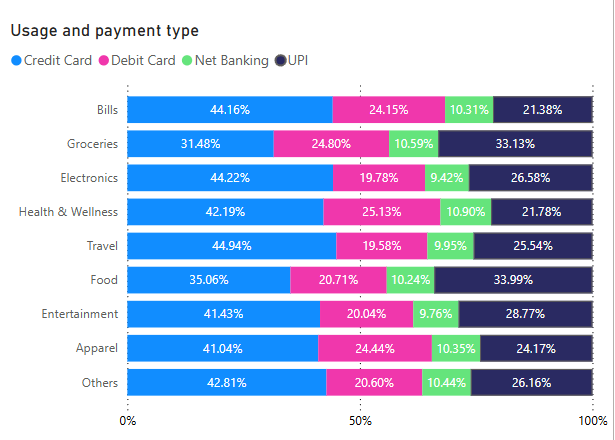 Usage and payment type
Credit Card Debit Card Net Banking UPI
Bills 44.16% 24.15% 10.31% 21.38%
Groceries 31.48% 24.80% 10.59% 33.13%
Electronics 44.22% 19.78% 9.42% 26.58%
Health & Wellness 42.19% 25.13% 10.90% 21.78%
Travel 44.94% 19.58% 9.95% 25.54%
Food 35.06% 20.71% 10.24% 33.99%
Entertainment 41.43% 20.04% 9.76% 28.77%
Apparel 41.04% 24.44% 10.35% 24.17%
Others 42.81% 20.60% 10.44% 26.16%
0% 50% 100%